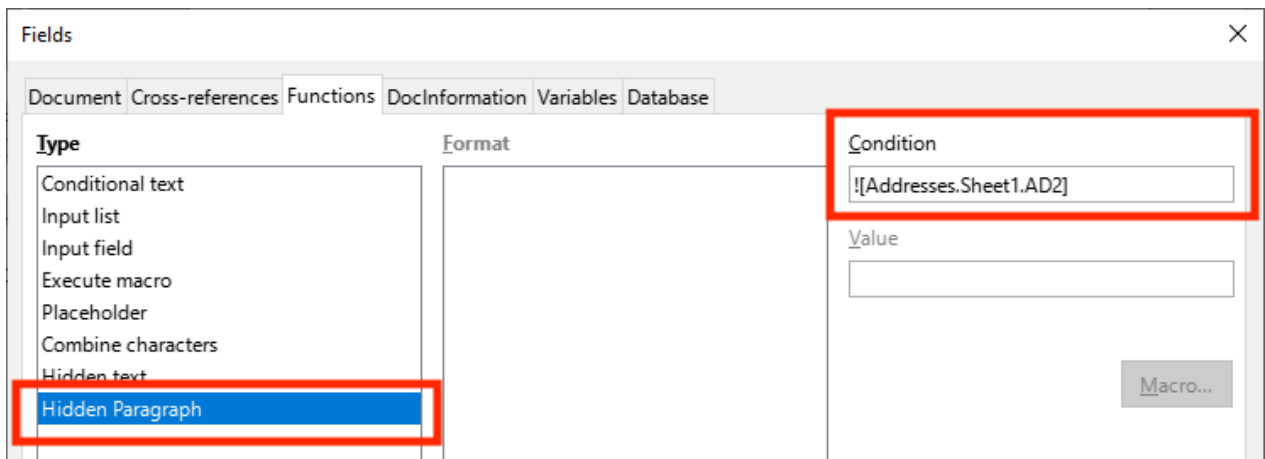 Fields
Document Cross-references Functions DocInformation Variables Database
Type
Format
Condition
Conditional text
Input list
Input field
Execute macro
Placeholder
Combine characters
Hidden text
Hidden Paragraph
![Addresses.Sheet1.AD2]
Value
Macro...